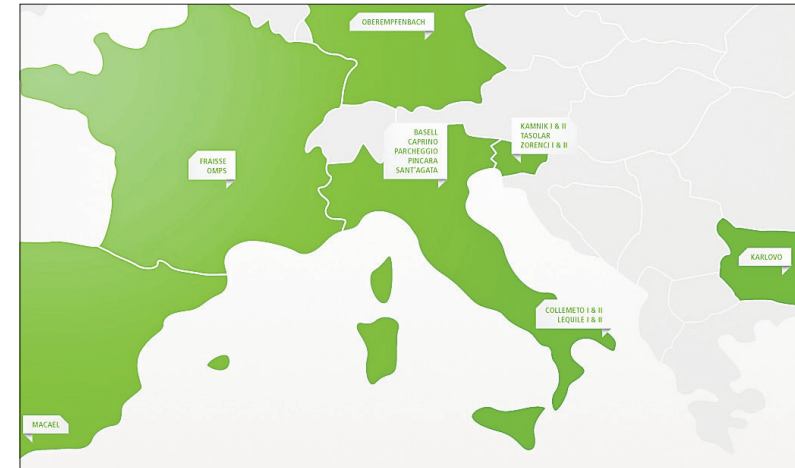 OBEREMPFENBACH
BASELL
CAPRINO
PARCHEGGIO
PINCARA
SANT'AGATA
KAMNIK I & II
TASOLAR
ZORENCI I & II
FRAISSE
OMPS
KARLOVO
COLLEMETO I & II
LEQUILE I & II
MACAEL